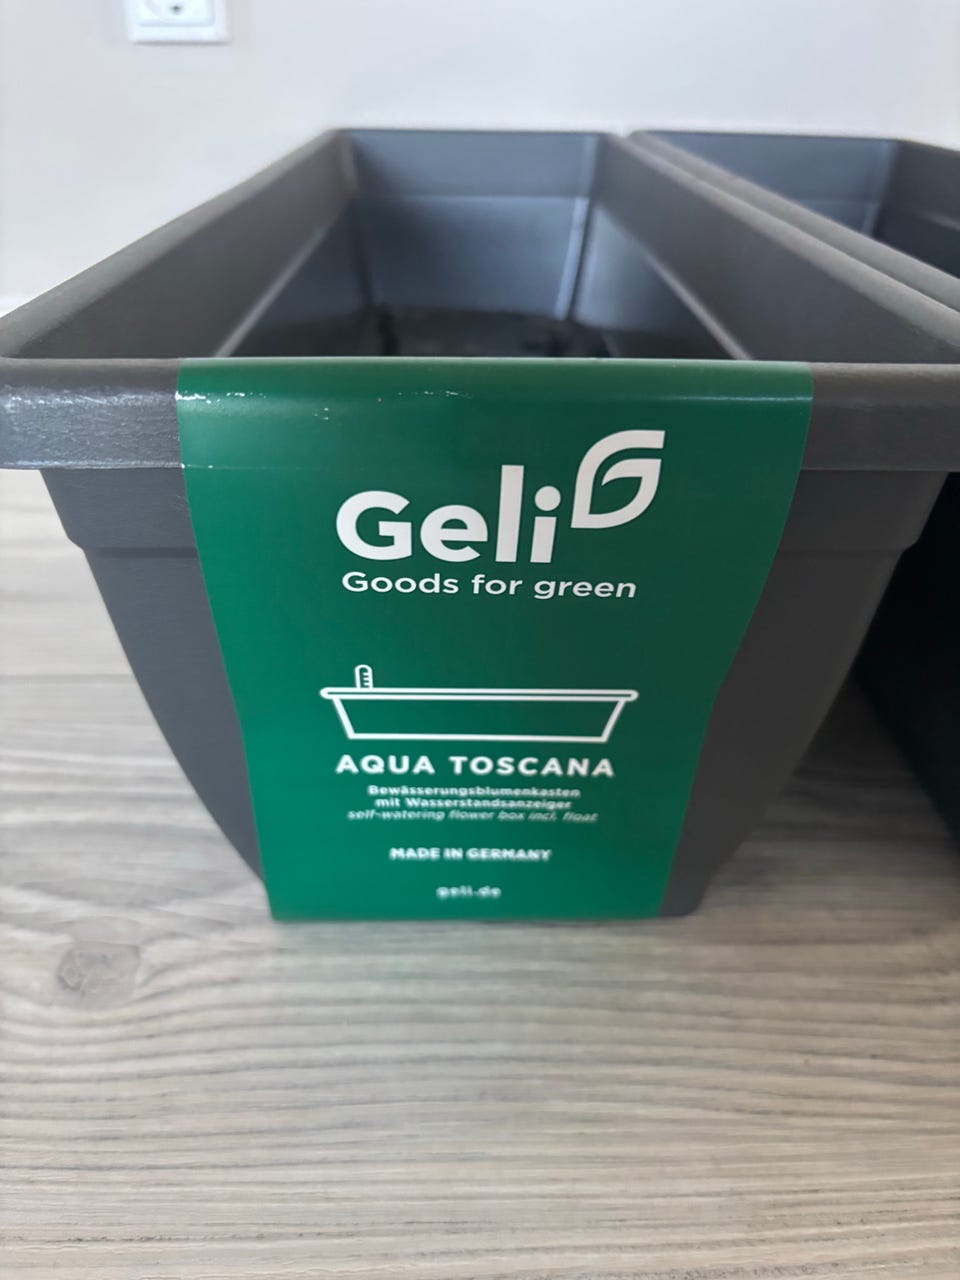 Geli
Goods for green
AQUA TOSCANA
Bewässerungsblumenkasten
mit Wasserstandsanzeiger
self-watering flower box incl. float
MADE IN GERMANY
geli.de